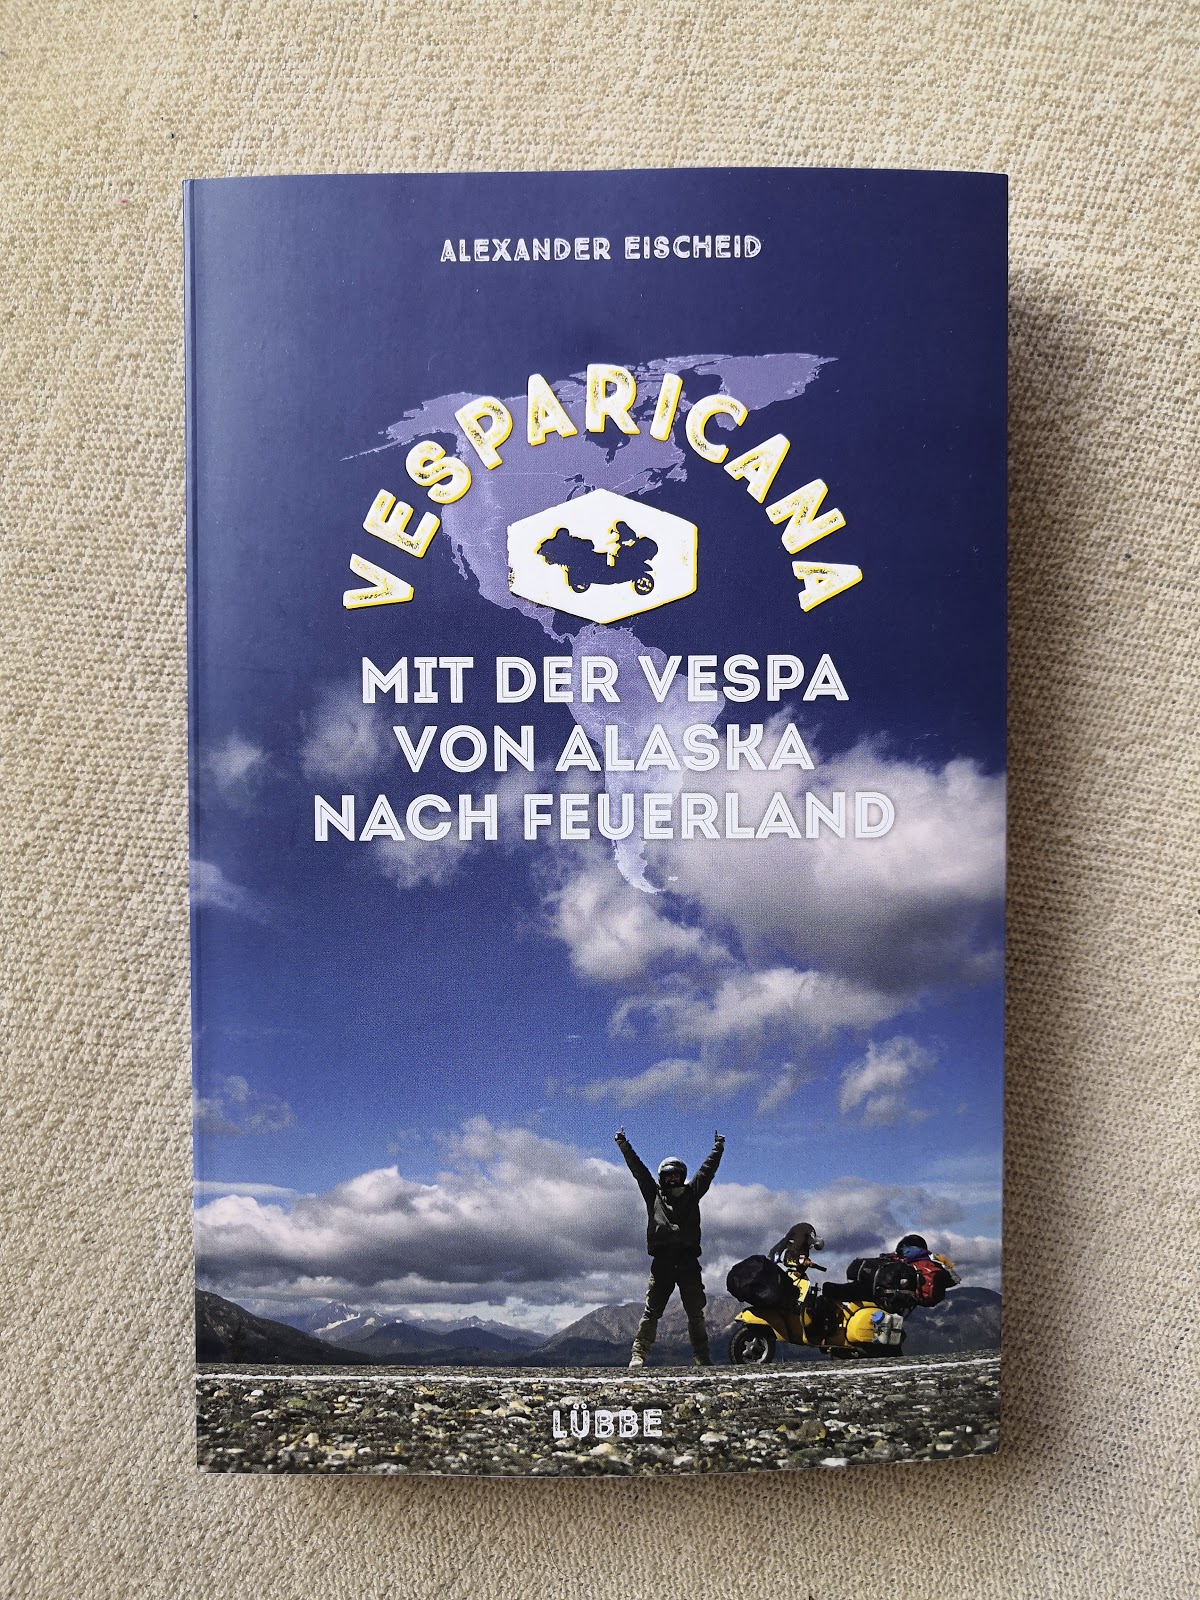 ALEXANDER EISCHEID
VESPARICANA
MIT DER VESPA
VON ALASKA
NACH FEUERLAND
LÜBBE